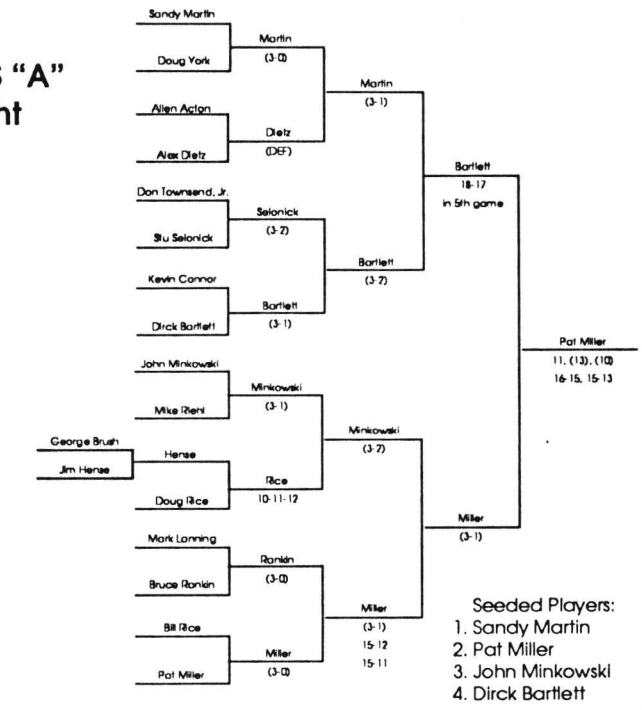 S "A"
nt
Sandy Martin
Doug York
Allen Acton
Alax Dietz
Don Townsend, Jr.
Stu Selonick
Kevin Connor
Dirck Bartlett
John Minkowski
Mike Riehl
George Brush
Jim Hense
Hense
Doug Rice
Mark Lanning
Bruce Rankin
Bill Rice
Pat Miller
Martin
(3-0)
Dietz
(DEF)
Selonick
(3-2)
Bartlett
(3-1)
Minkowski
(3-1)
Rice
10-11-12
Rankin
(3-0)
Miller
(3-0)
Martin
(3-1)
Bartlett
(3-2)
Minkowski
(3-2)
Miller
(3-1)
15-12
15-11
Bartlett
18-17
in 5th game
Miller
(3-1)
Pat Miller
11, (13), (10)
16-15, 15-13
Seeded Players:
1. Sandy Martin
2. Pat Miller
3. John Minkowski
4. Dirck Bartlett